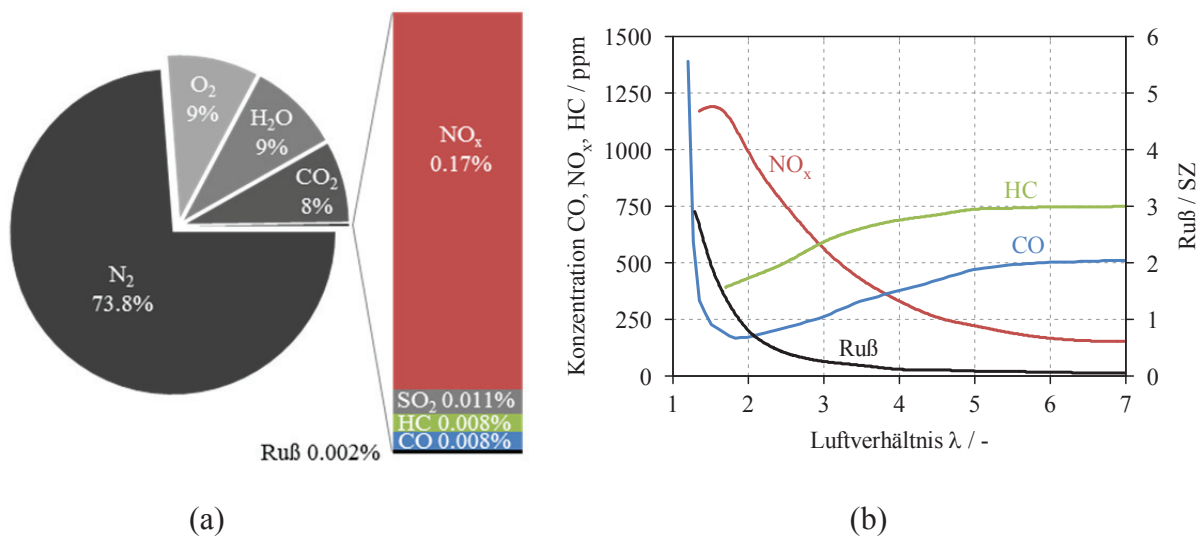 O₂
9%
H₂O
9%
CO₂
8%
N₂
73.8%
NOₓ
0.17%
SO₂ 0.011%
HC 0.008%
CO 0.008%
Ruß 0.002%
(a)
Konzentration CO, NOₓ, HC / ppm
1500
1250
1000
750
500
250
0
NOₓ
HC
CO
Ruß
6
5
4
3
2
1
0
Ruß / SZ
1 2 3 4 5 6 7
Luftverhältnis λ / -
(b)